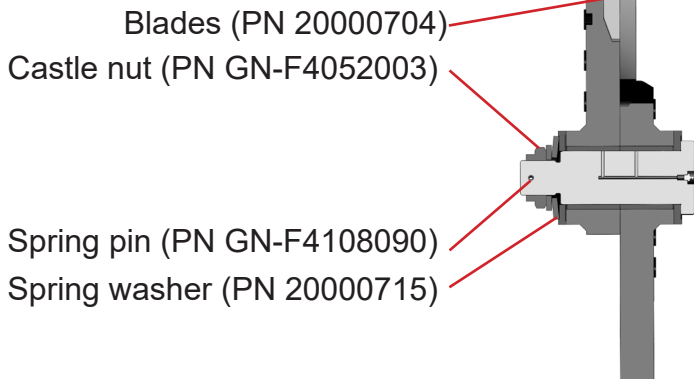 Blades (PN 20000704)
Castle nut (PN GN-F4052003)
Spring pin (PN GN-F4108090)
Spring washer (PN 20000715)